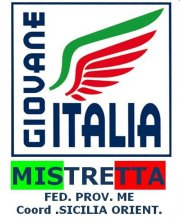 GIOVANE
ITALIA
MISTRETTA
FED. PROV. ME
Coord .SICILIA ORIENT.